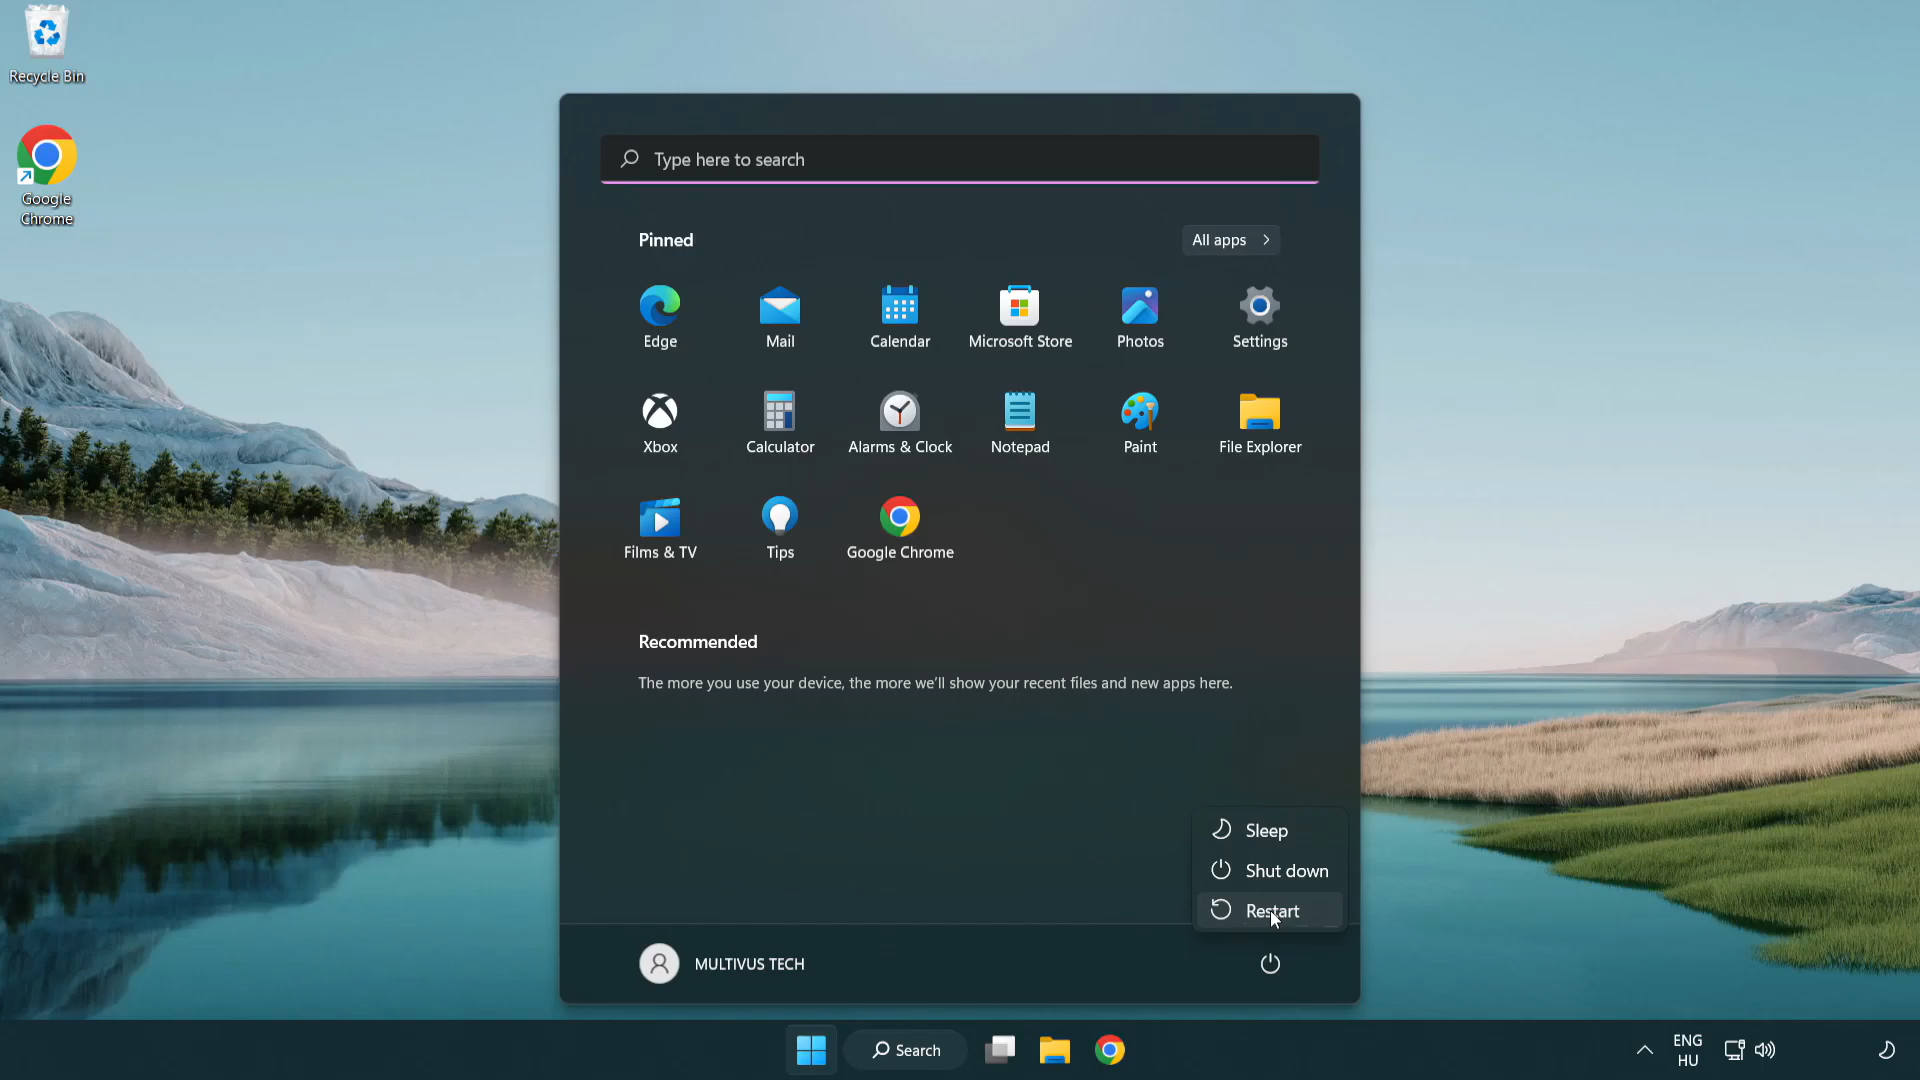 Recycle Bin
Google
Chrome
Type here to search
Pinned
All apps
Edge
Mail
Calendar
Microsoft Store
Photos
Settings
Xbox
Calculator
Alarms & Clock
Notepad
Paint
File Explorer
Films & TV
Tips
Google Chrome
Recommended
The more you use your device, the more we'll show your recent files and new apps here.
Sleep
Shut down
Restart
MULTIVUS TECH
Search
ENG
HU